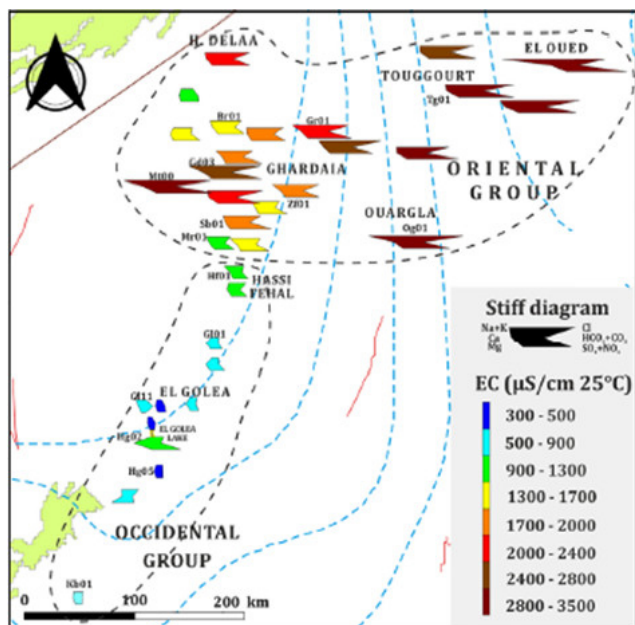 H. DELAA
EL OUED
TOUGGOURT
Tg01
Br01
Gr01
Gd03
GHARDAIA
ORIENTAL
GROUP
Mt00
Zl01
OUARGLA
Sb01
Og01
Mr03
Hf01
HASSI
FEHAL
Stiff diagram
Na+K
Ca
Mg
Cl
HCO₃+CO₃
SO₄+NO₃
Gl01
EC (μS/cm 25°C)
300 - 500
500 - 900
900 - 1300
1300 - 1700
1700 - 2000
2000 - 2400
2400 - 2800
2800 - 3500
Gl11
EL GOLEA
EL GOLEA
LAKE
Hg02
Hg05
OCCIDENTAL
GROUP
Kh01
0
100
200 km